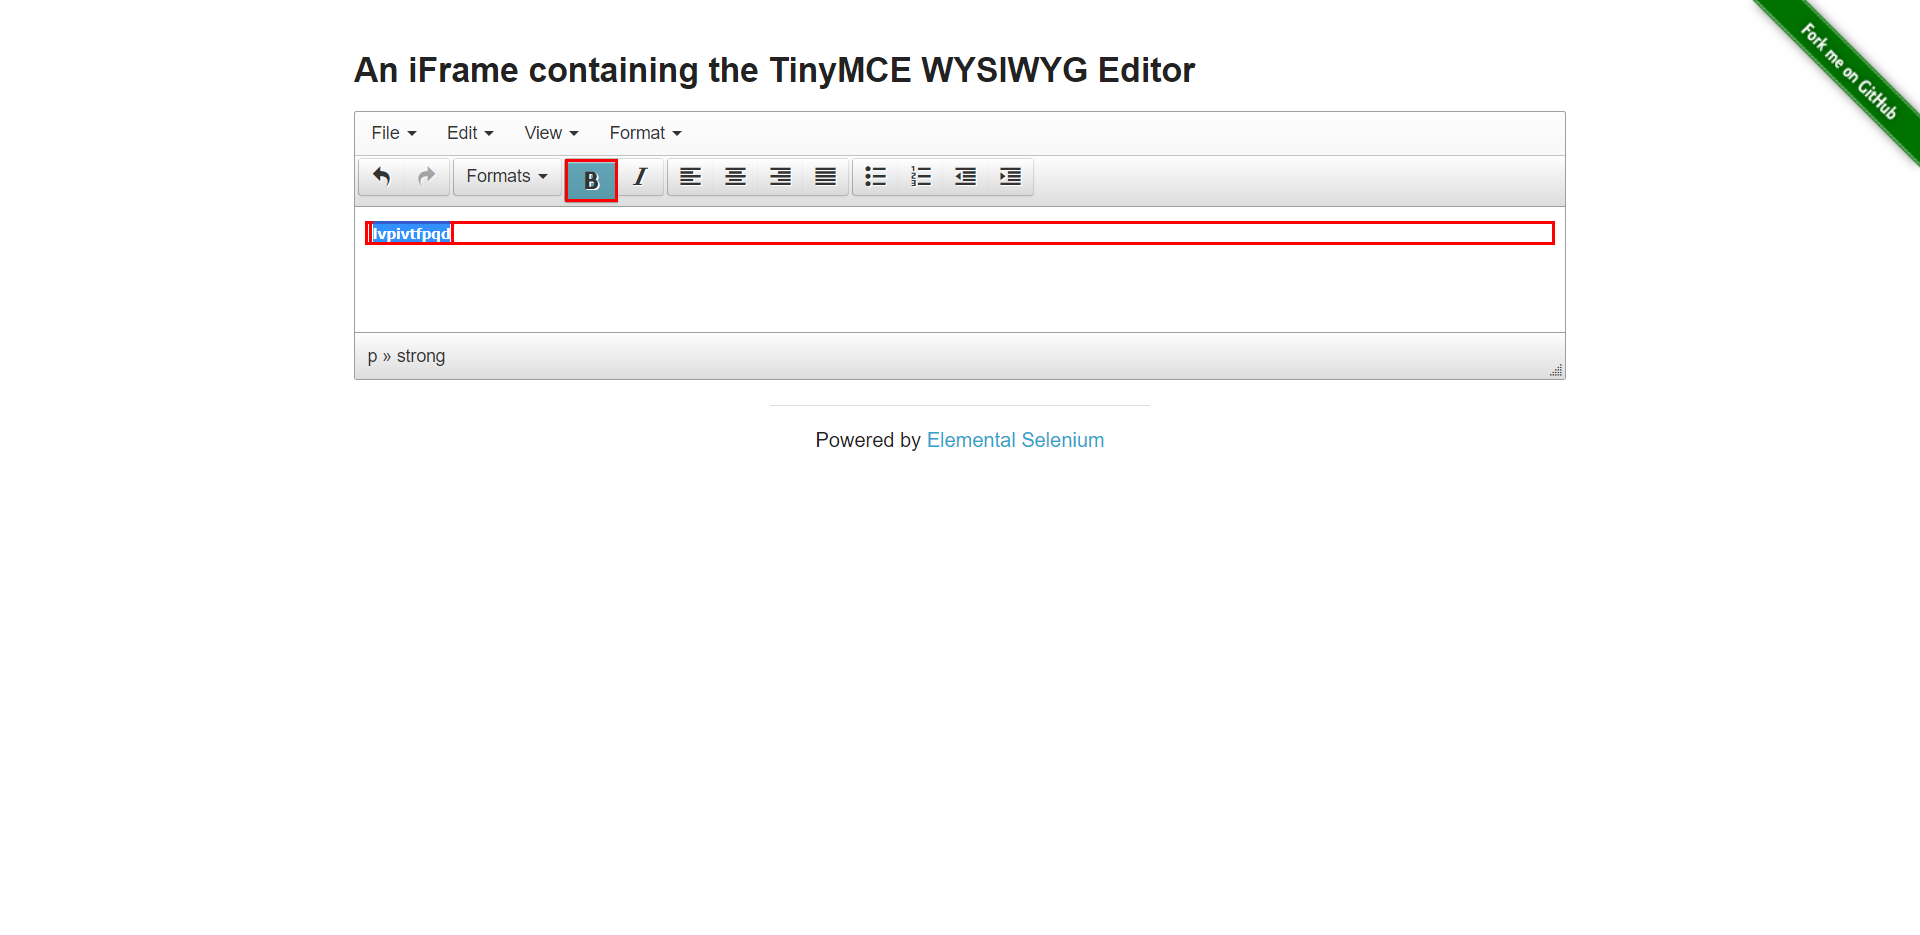 Fork me on GitHub
An iFrame containing the TinyMCE WYSIWYG Editor
File Edit View Format
Formats B I
p » strong
Powered by Elemental Selenium